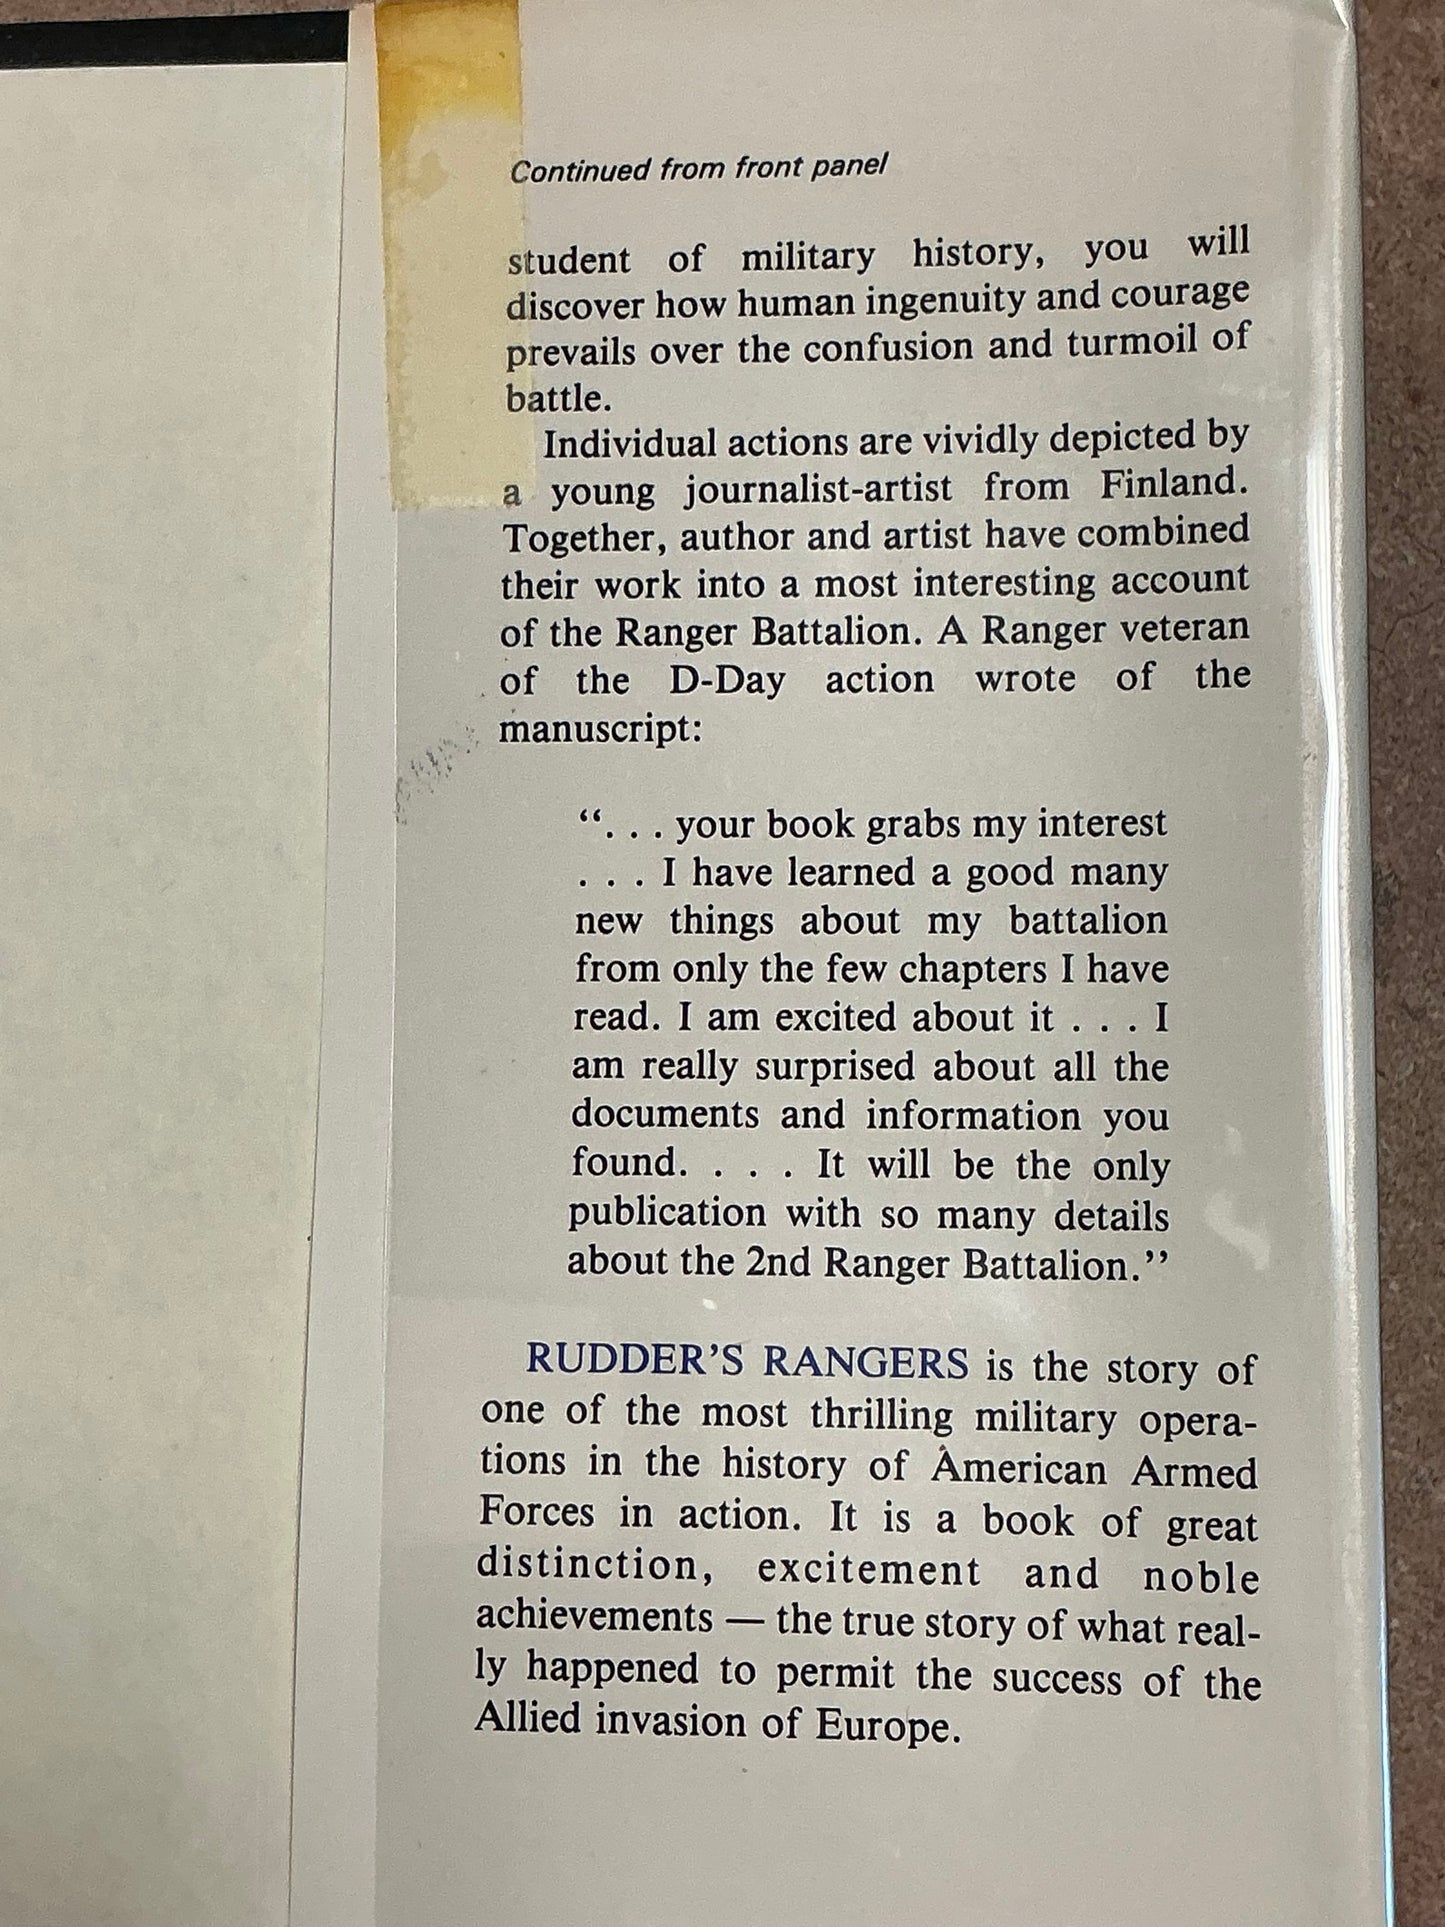 Continued from front panel
student of military history, you will
discover how human ingenuity and courage
prevails over the confusion and turmoil of
battle.
Individual actions are vividly depicted by
a young journalist-artist from Finland.
Together, author and artist have combined
their work into a most interesting account
of the Ranger Battalion. A Ranger veteran
of the D-Day action wrote of the
manuscript:
“. . . your book grabs my interest
. . . I have learned a good many
new things about my battalion
from only the few chapters I have
read. I am excited about it . . . I
am really surprised about all the
documents and information you
found. . . . It will be the only
publication with so many details
about the 2nd Ranger Battalion.”
RUDDER’S RANGERS is the story of
one of the most thrilling military opera-
tions in the history of American Armed
Forces in action. It is a book of great
distinction, excitement and noble
achievements — the true story of what real-
ly happened to permit the success of the
Allied invasion of Europe.